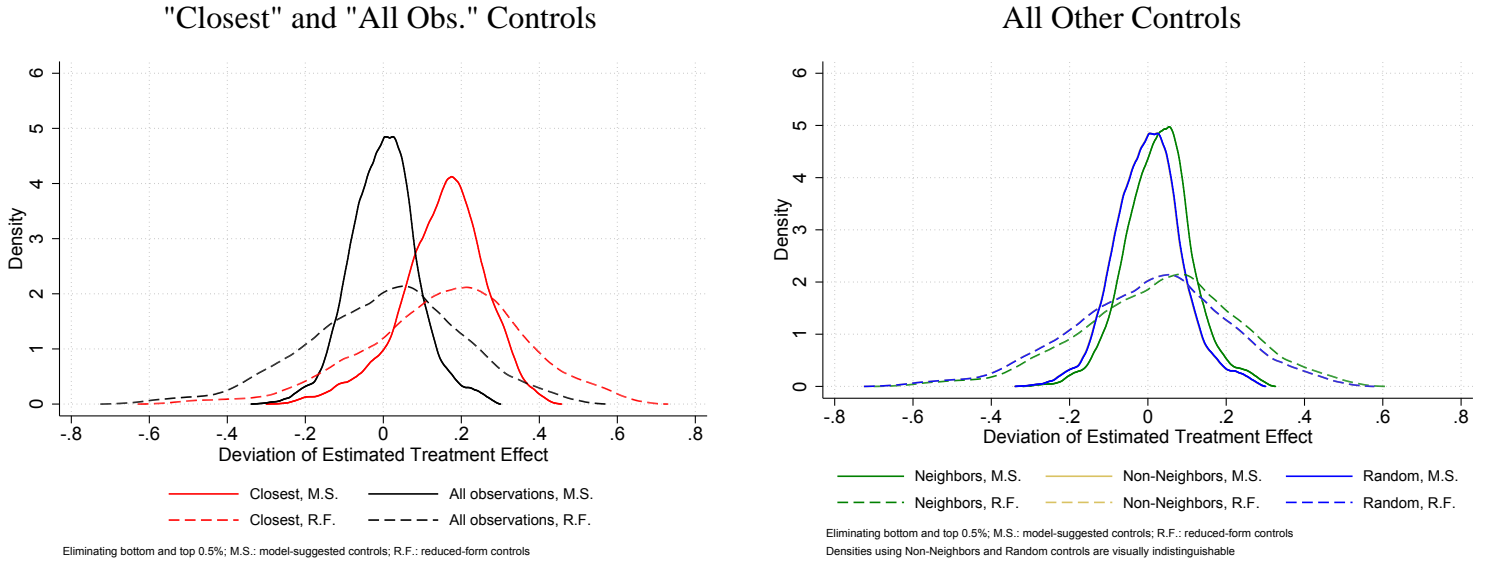 "Closest" and "All Obs." Controls
6
5
4
3
2
1
0
Density
-.8 -.6 -.4 -.2 0 .2 .4 .6 .8
Deviation of Estimated Treatment Effect
Closest, M.S. All observations, M.S.
Closest, R.F. All observations, R.F.
Eliminating bottom and top 0.5%; M.S.: model-suggested controls; R.F.: reduced-form controls
All Other Controls
6
5
4
3
2
1
0
Density
-.8 -.6 -.4 -.2 0 .2 .4 .6 .8
Deviation of Estimated Treatment Effect
Neighbors, M.S. Non-Neighbors, M.S. Random, M.S.
Neighbors, R.F. Non-Neighbors, R.F. Random, R.F.
Eliminating bottom and top 0.5%; M.S.: model-suggested controls; R.F.: reduced-form controls
Densities using Non-Neighbors and Random controls are visually indistinguishable